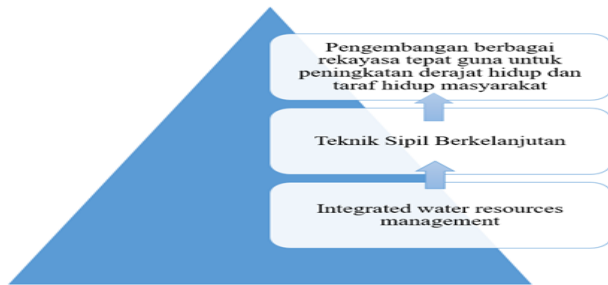 Pengembangan berbagai
rekayasa tepat guna untuk
peningkatan derajat hidup dan
taraf hidup masyarakat
Teknik Sipil Berkelanjutan
Integrated water resources
management